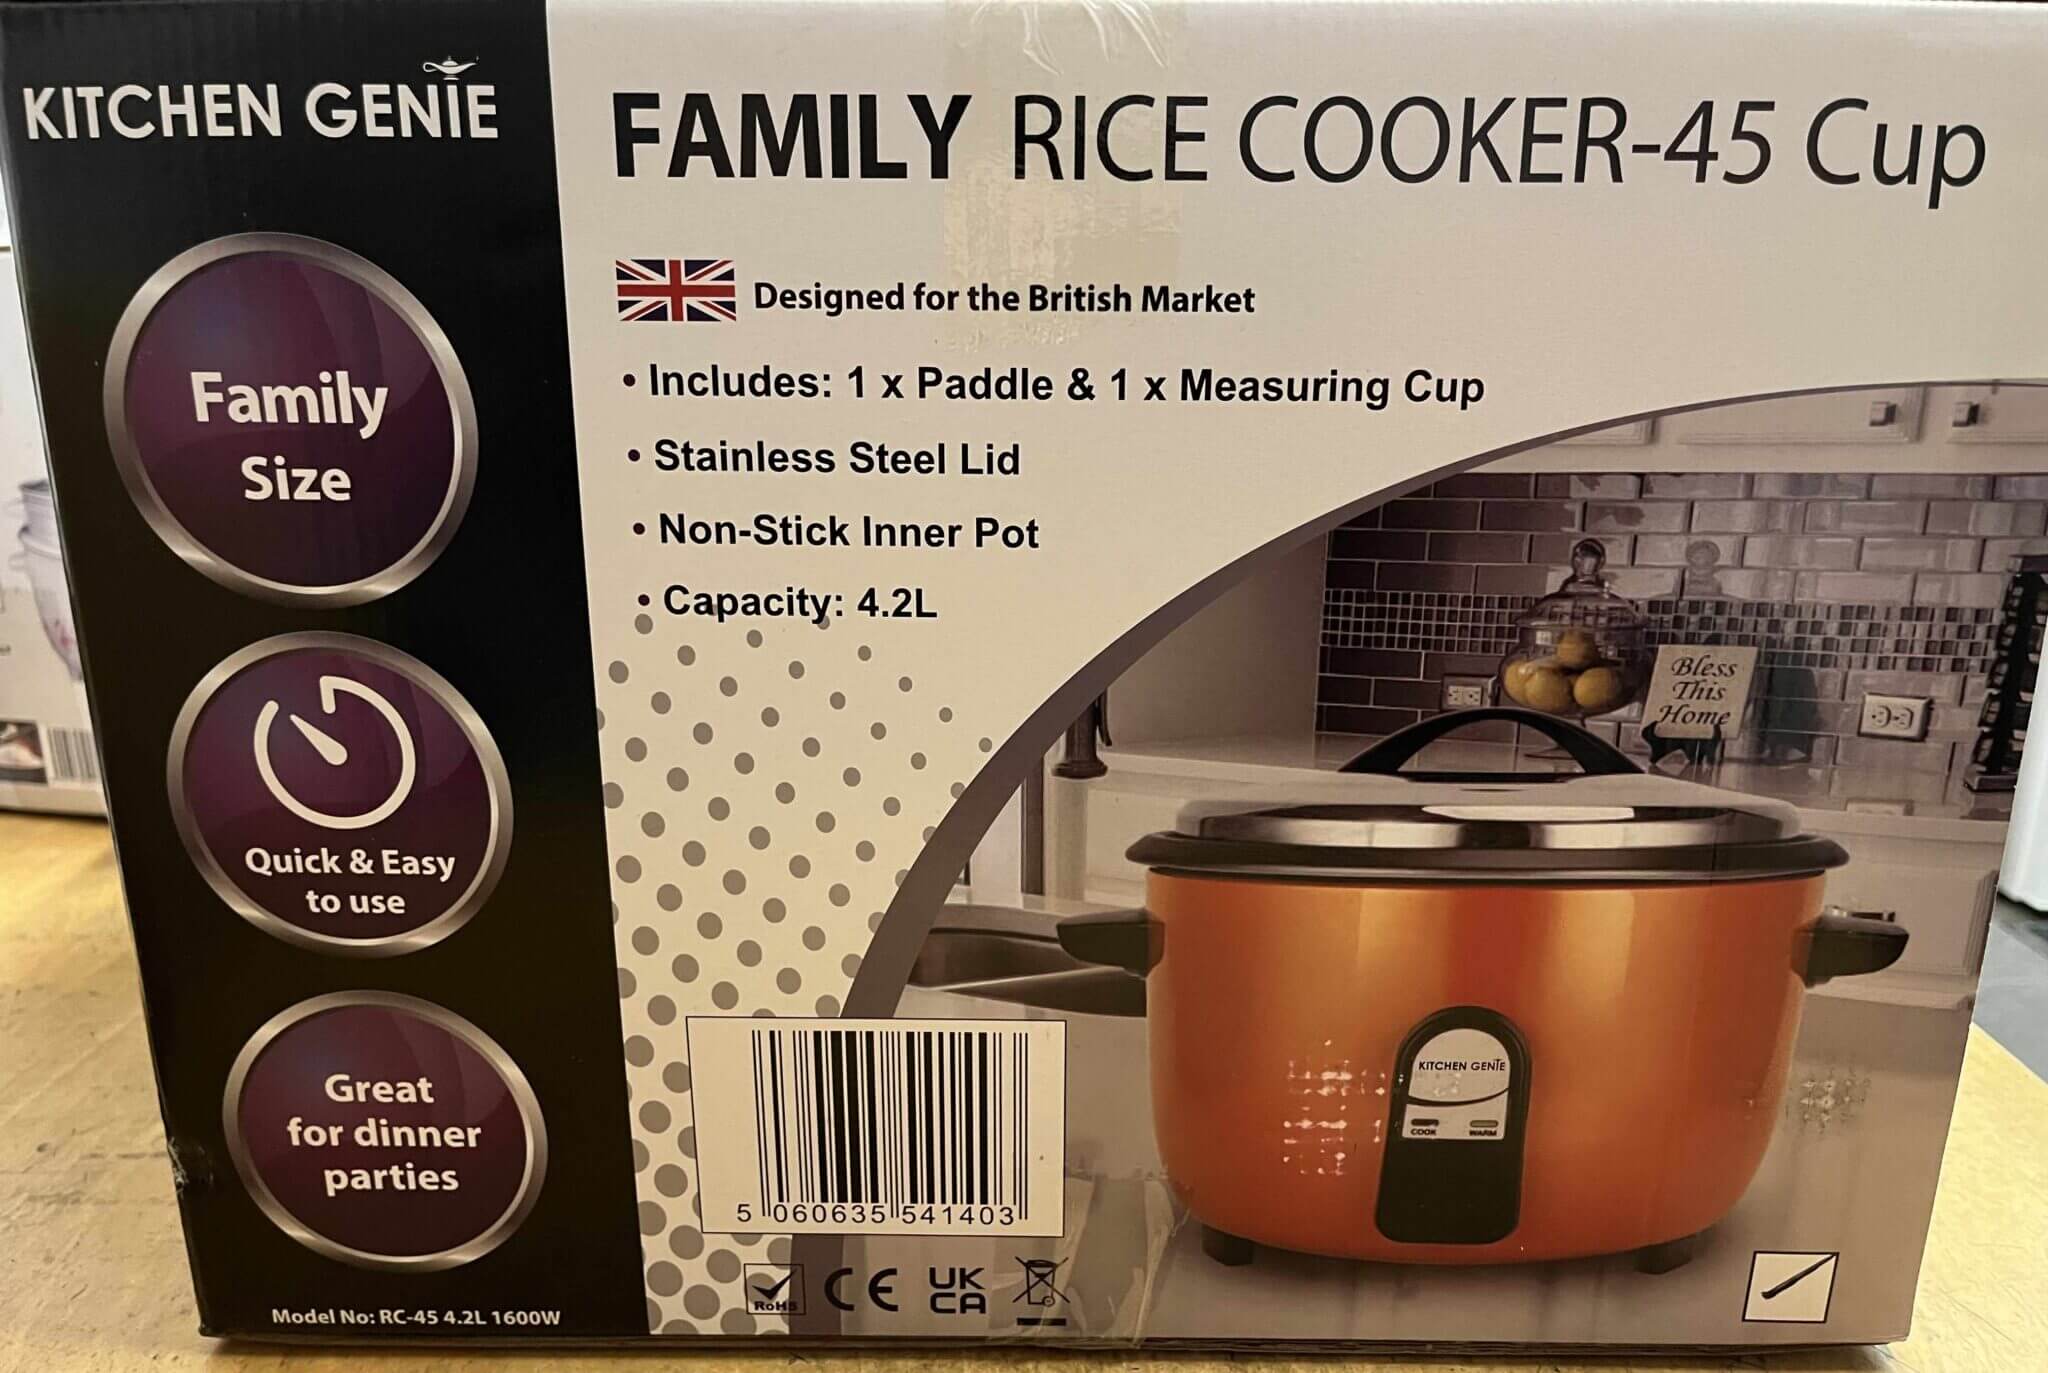 KITCHEN GENIE
FAMILY RICE COOKER-45 Cup
Designed for the British Market
• Includes: 1 x Paddle & 1 x Measuring Cup
• Stainless Steel Lid
• Non-Stick Inner Pot
• Capacity: 4.2L
Family
Size
Quick & Easy
to use
Great
for dinner
parties
Model No: RC-45 4.2L 1600W
Bless
This
Home
KITCHEN GENIE
COOK WARM
5 060635 541403
RoHS CE UK
CA